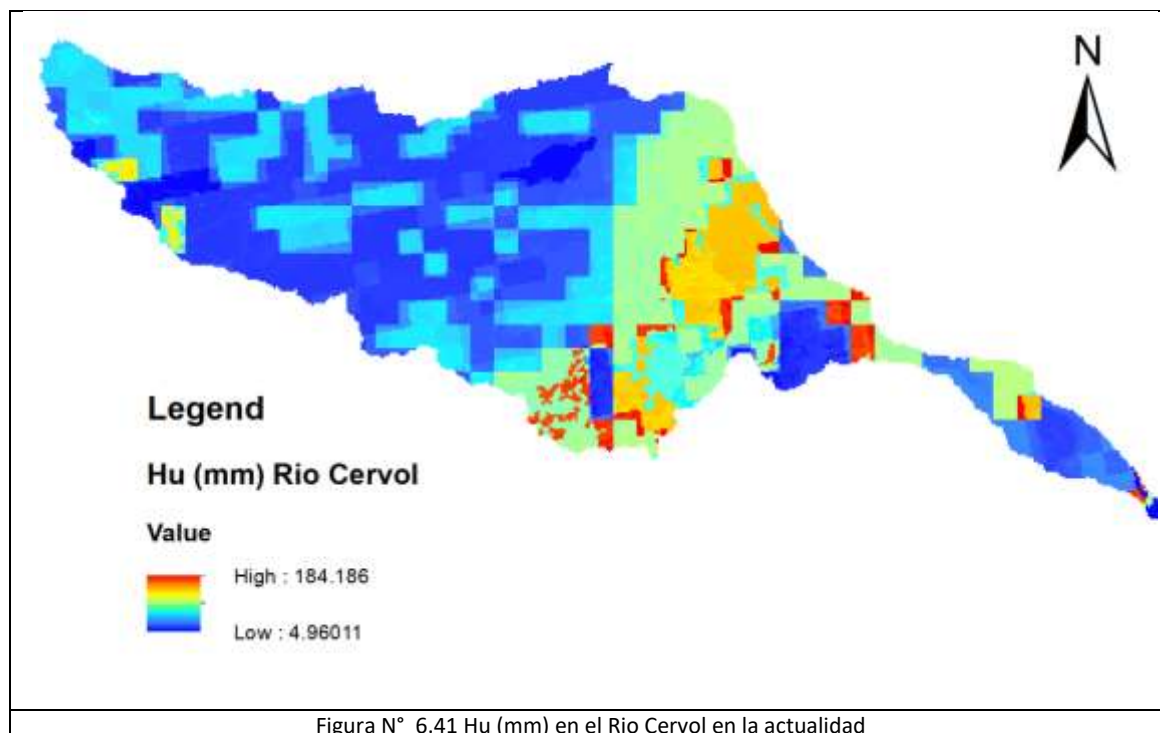 N
Legend
Hu (mm) Rio Cervol
Value
High : 184.186
Low : 4.96011
Figura N° 6.41 Hu (mm) en el Rio Cervol en la actualidad